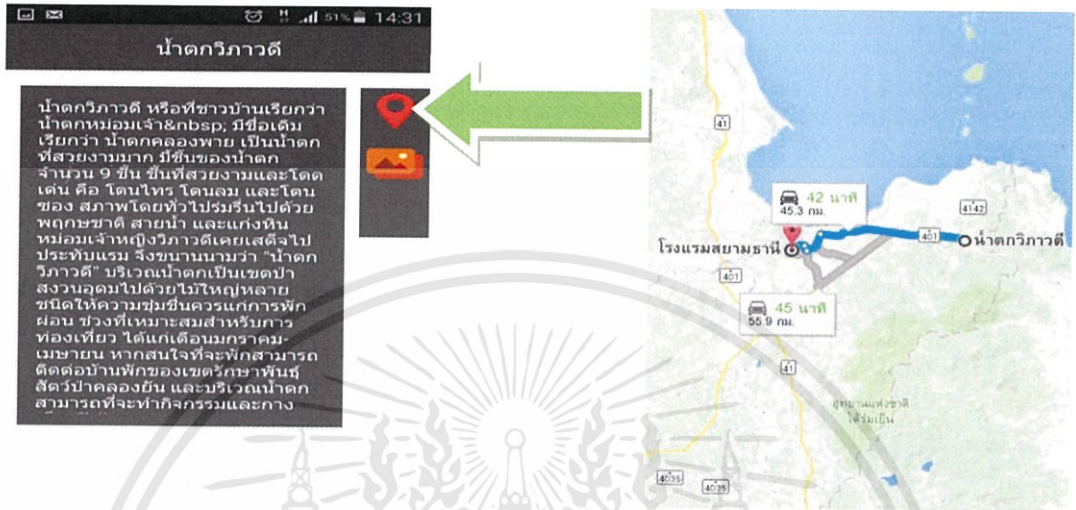 51% 14:31
น้ำตกวิภาวดี
น้ำตกวิภาวดี หรือที่ชาวบ้านเรียกว่า
น้ำตกหม่อมเจ้า&nbsp; มีชื่อเดิม
เรียกว่า น้ำตกคลองพาย เป็นน้ำตก
ที่สวยงามมาก มีชั้นของน้ำตก
จำนวน 9 ชั้น ชั้นที่สวยงามและโดด
เด่น คือ โตนไทร โตนลม และโตน
ซอง สภาพโดยทั่วไปร่มรื่นไปด้วย
พฤกษชาติ สายน้ำ และแก่งหิน
หม่อมเจ้าหญิงวิภาวดีเคยเสด็จไป
ประทับแรม จึงขนานนามว่า "น้ำตก
วิภาวดี" บริเวณน้ำตกเป็นเขตป่า
สงวนอุดมไปด้วยไม้ใหญ่หลาย
ชนิดให้ความชุ่มชื่นควรแก่การพัก
ผ่อน ช่วงที่เหมาะสมสำหรับการ
ท่องเที่ยว ได้แก่เดือนมกราคม-
เมษายน หากสนใจที่จะพักสามารถ
ติดต่อบ้านพักของเขตรักษาพันธุ์
สัตว์ป่าคลองยัน และบริเวณน้ำตก
สามารถที่จะทำกิจกรรมและกาง
41
42 นาที
45.3 กม.
4142
401
โรงแรมสยามธานี
น้ำตกวิภาวดี
401
45 นาที
55.9 กม.
41
อุทยานแห่งชาติ
ใต้ร่มเย็น
4035
4035